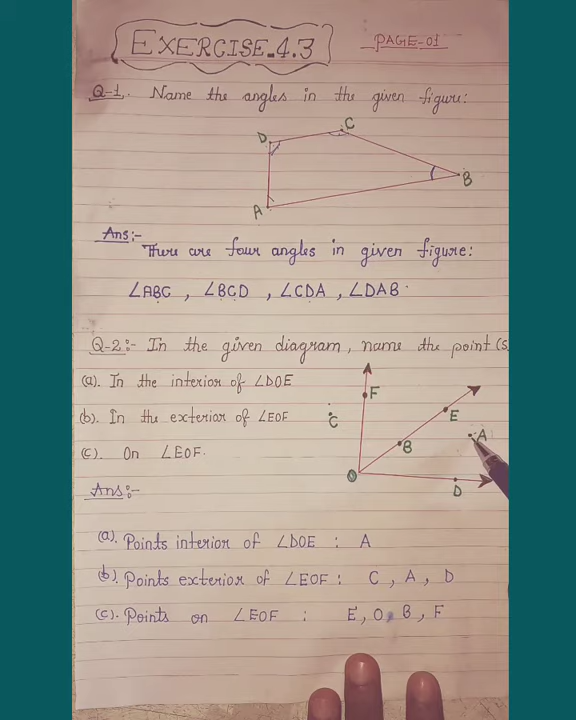 EXERCISE-4.3
PAGE-01
Q-1. Name the angles in the given figure:
D C
A B
Ans:-
There are four angles in given figure:
∠ABC, ∠BCD, ∠CDA, ∠DAB.
Q-2:- In the given diagram, name the point(s
(a). In the interior of ∠DOE
(b). In the exterior of ∠EOF
(c). On ∠EOF.
F
C E
B A
O D
Ans:-
(a). Points interior of ∠DOE : A
(b). Points exterior of ∠EOF : C, A, D
(c). Points on ∠EOF : E, O, B, F